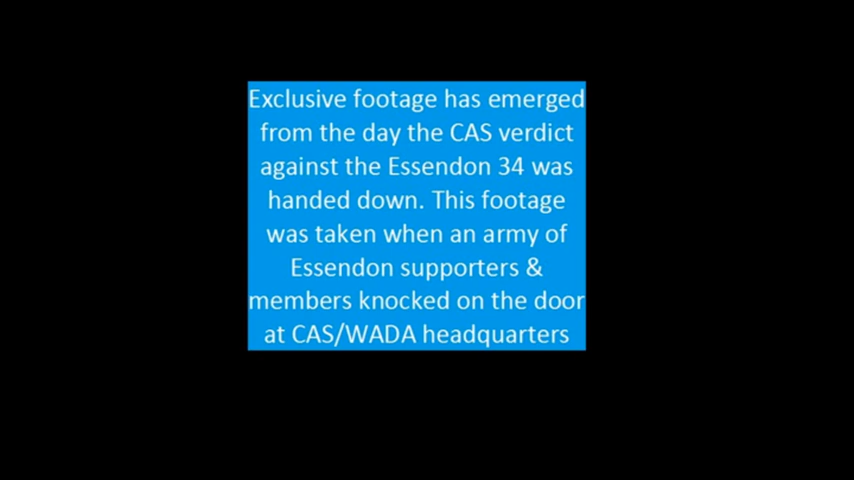 Exclusive footage has emerged
from the day the CAS verdict
against the Essendon 34 was
handed down. This footage
was taken when an army of
Essendon supporters &
members knocked on the door
at CAS/WADA headquarters